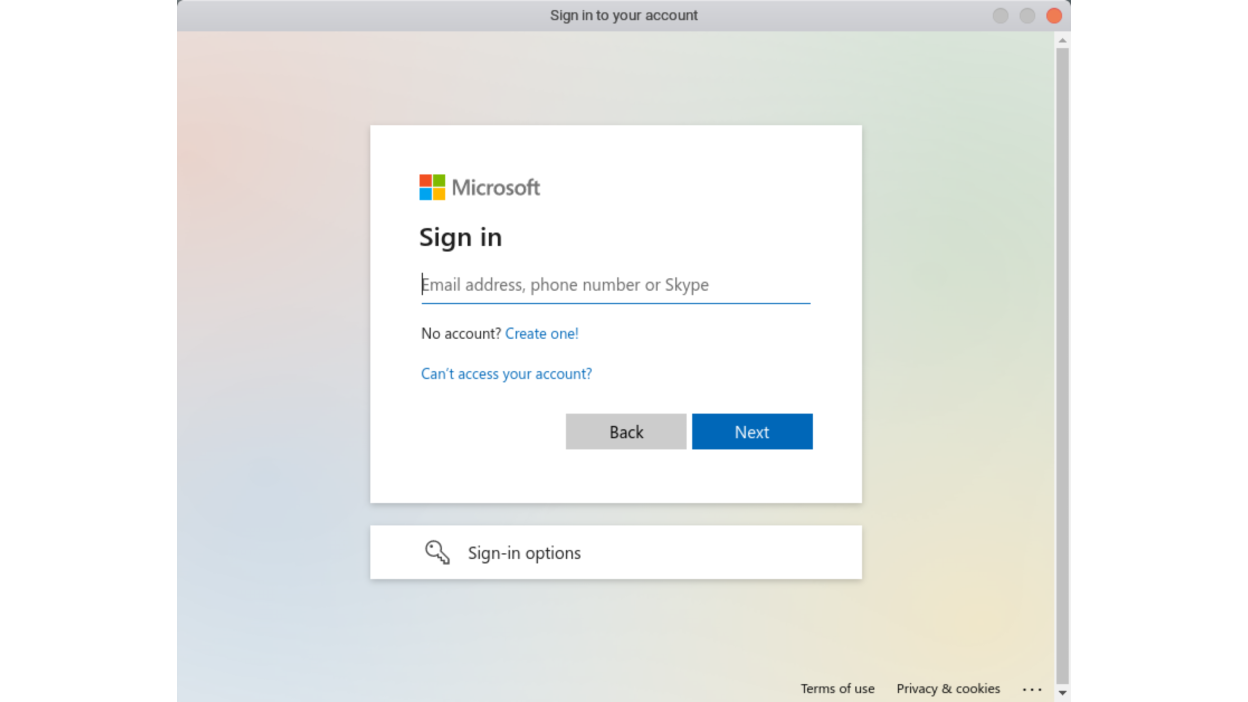 Sign in to your account
Microsoft
Sign in
Email address, phone number or Skype
No account? Create one!
Can't access your account?
Back
Next
Sign-in options
Terms of use
Privacy & cookies
...